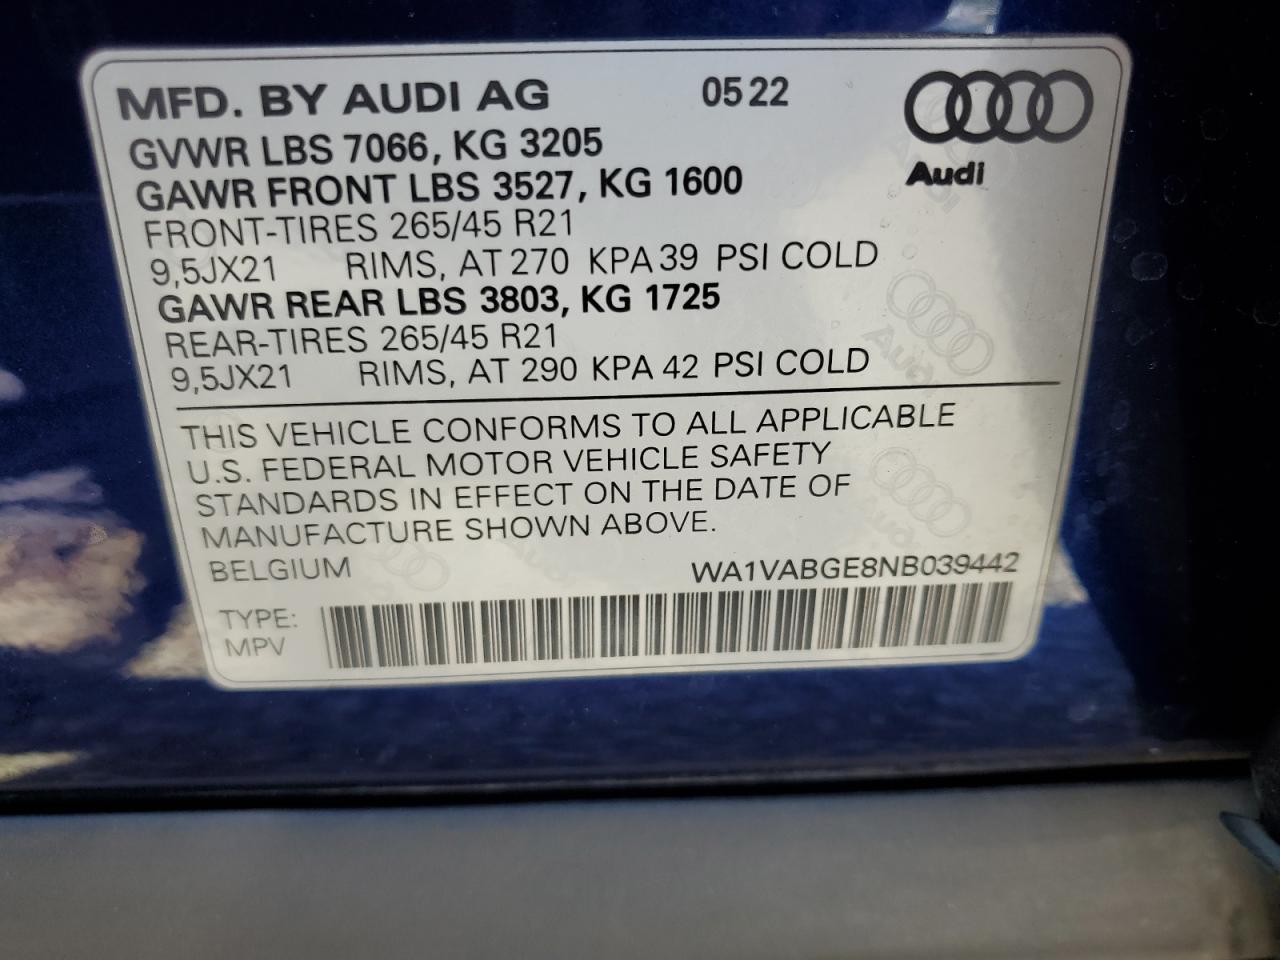 MFD. BY AUDI AG 0522
GVWR LBS 7066, KG 3205
GAWR FRONT LBS 3527, KG 1600
FRONT-TIRES 265/45 R21
9,5JX21 RIMS, AT 270 KPA 39 PSI COLD
GAWR REAR LBS 3803, KG 1725
REAR-TIRES 265/45 R21
9,5JX21 RIMS, AT 290 KPA 42 PSI COLD
Audi
THIS VEHICLE CONFORMS TO ALL APPLICABLE
U.S. FEDERAL MOTOR VEHICLE SAFETY
STANDARDS IN EFFECT ON THE DATE OF
MANUFACTURE SHOWN ABOVE.
BELGIUM WA1VABGE8NB039442
TYPE:
MPV